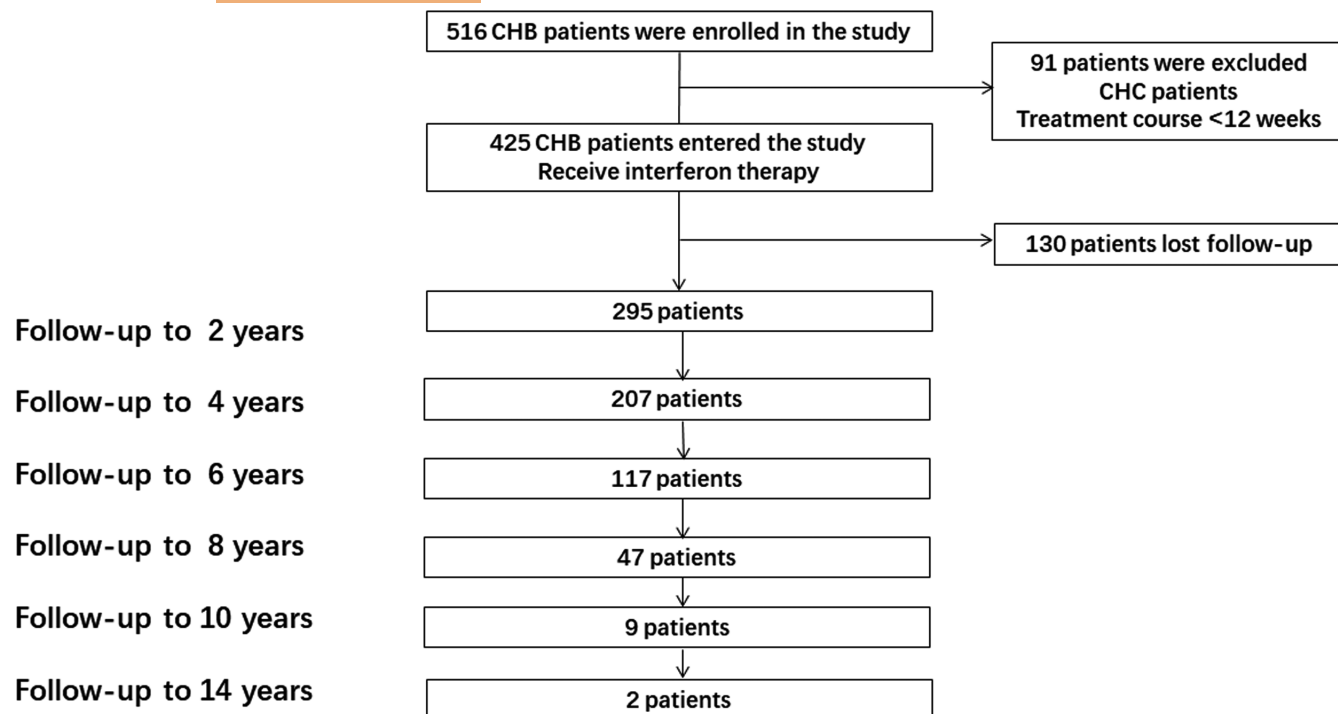 516 CHB patients were enrolled in the study
91 patients were excluded
CHC patients
Treatment course <12 weeks
425 CHB patients entered the study
Receive interferon therapy
130 patients lost follow-up
295 patients
Follow-up to 2 years
207 patients
Follow-up to 4 years
117 patients
Follow-up to 6 years
47 patients
Follow-up to 8 years
9 patients
Follow-up to 10 years
2 patients
Follow-up to 14 years